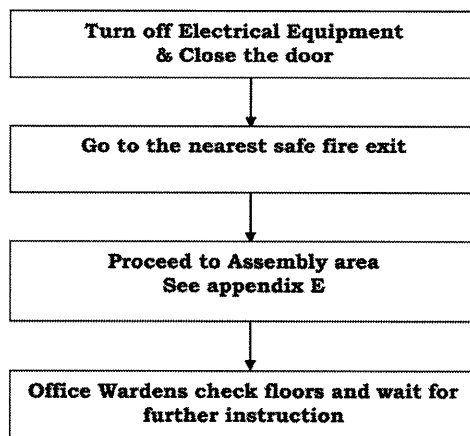 Turn off Electrical Equipment
& Close the door
Go to the nearest safe fire exit
Proceed to Assembly area
See appendix E
Office Wardens check floors and wait for
further instruction